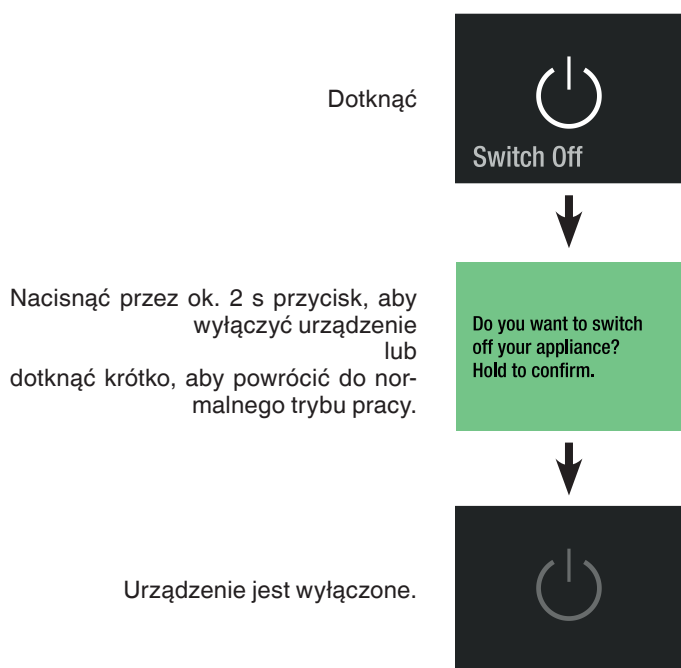 Dotknąć
Switch Off
Nacisnąć przez ok. 2 s przycisk, aby
wyłączyć urządzenie
lub
dotknąć krótko, aby powrócić do nor-
malnego trybu pracy.
Do you want to switch
off your appliance?
Hold to confirm.
Urządzenie jest wyłączone.